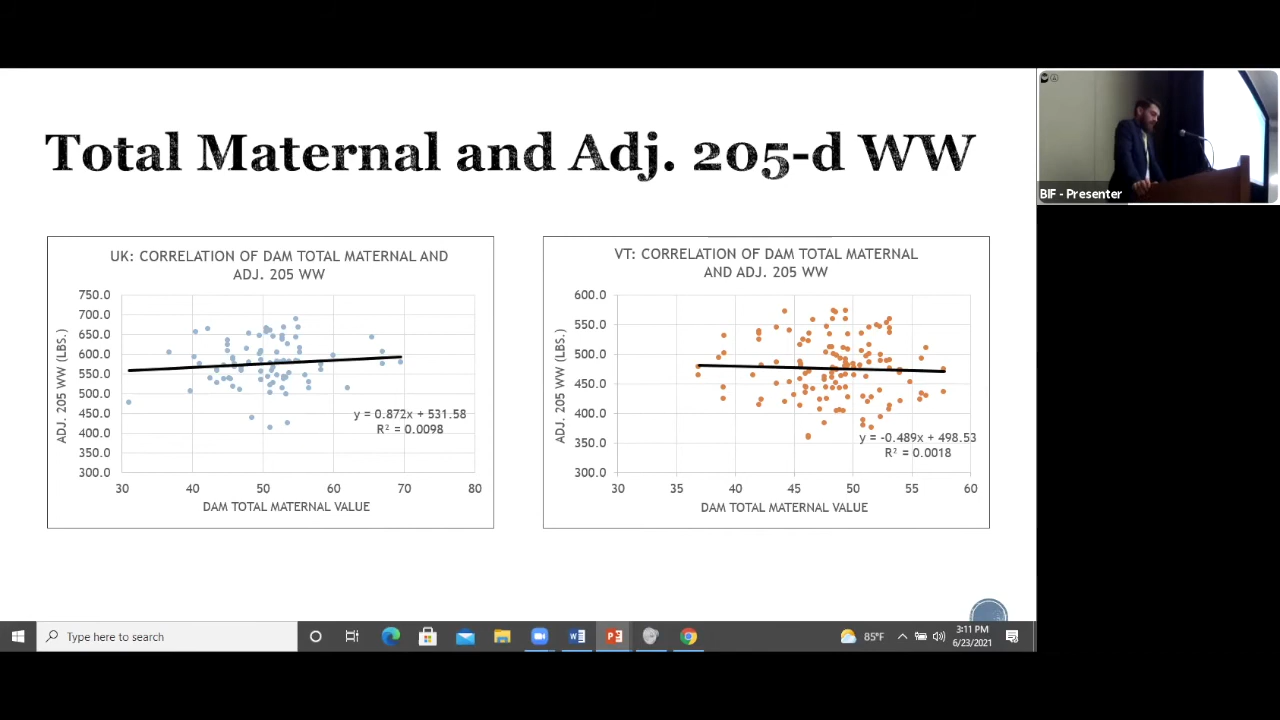 Total Maternal and Adj. 205-d WW
UK: CORRELATION OF DAM TOTAL MATERNAL AND
ADJ. 205 WW
ADJ. 205 WW (LBS.)
750.0
700.0
650.0
600.0
550.0
500.0
450.0
400.0
350.0
300.0
y = 0.872x + 531.58
R² = 0.0098
30 40 50 60 70 80
DAM TOTAL MATERNAL VALUE
VT: CORRELATION OF DAM TOTAL MATERNAL
AND ADJ. 205 WW
ADJ. 205 WW (LBS.)
600.0
550.0
500.0
450.0
400.0
350.0
300.0
y = -0.489x + 498.53
R² = 0.0018
30 35 40 45 50 55 60
DAM TOTAL MATERNAL VALUE
BIF - Presenter
Type here to search
85°F
3:11 PM
6/23/2021